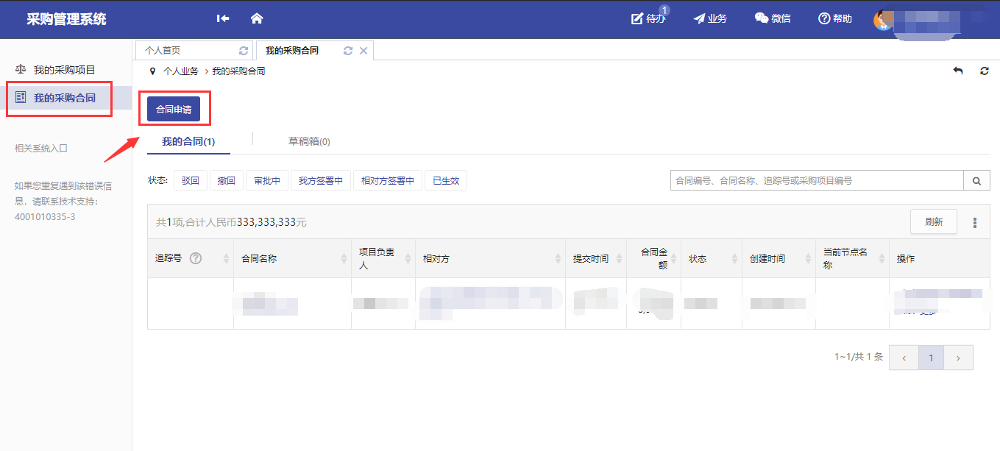 采购管理系统
待办
1
业务
微信
帮助
个人首页
我的采购合同
个人业务 > 我的采购合同
我的采购项目
我的采购合同
相关系统入口
如果您重复遇到该错误信
息，请联系技术支持：
4001010335-3
合同申请
我的合同(1)
草稿箱(0)
状态:
驳回
撤回
审批中
我方签署中
相对方签署中
已生效
合同编号、合同名称、追踪号或采购项目编号
共1项,合计人民币333,333,333元
刷新
追踪号
合同名称
项目负责
人
相对方
提交时间
合同金
额
状态
创建时间
当前节点名
称
操作
1~1/共 1 条
‹
1
›